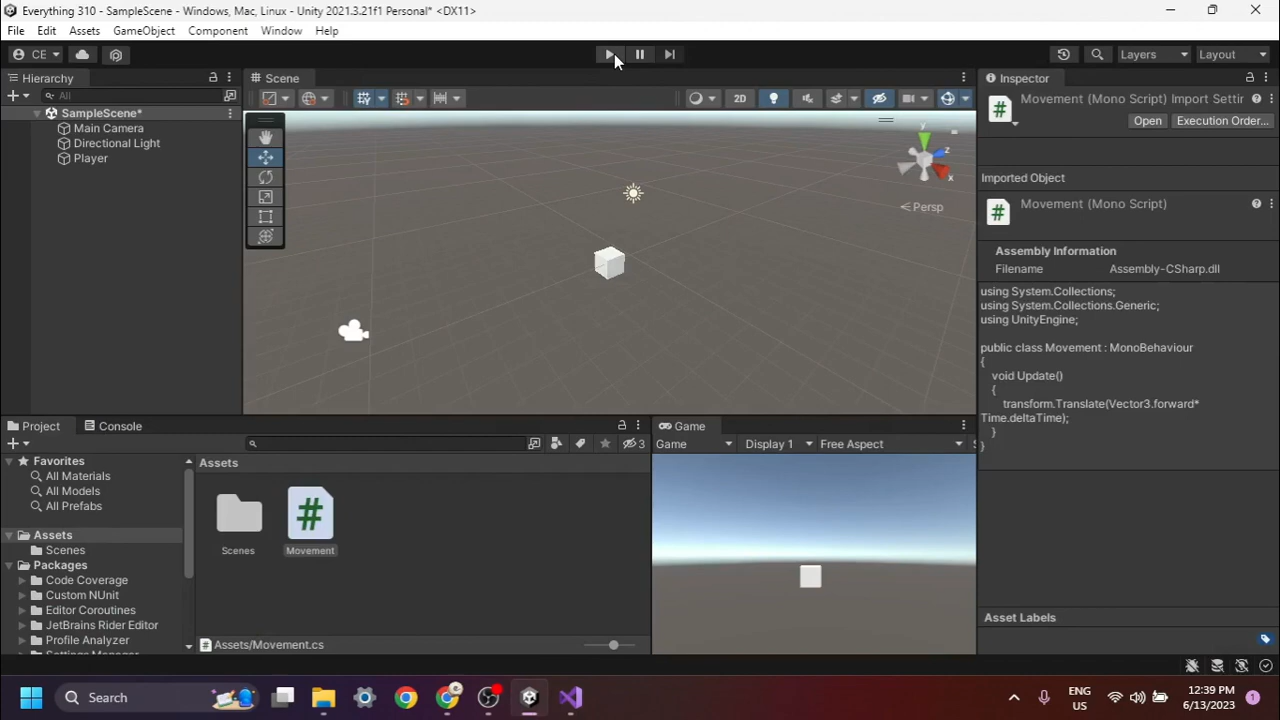 Everything 310 - SampleScene - Windows, Mac, Linux - Unity 2021.3.21f1 Personal* <DX11>
File Edit Assets GameObject Component Window Help
CE Layers Layout
Hierarchy
All
SampleScene*
Main Camera
Directional Light
Player
Scene
2D
y
z
x
Persp
Inspector
Movement (Mono Script) Import Settin
Open Execution Order...
Imported Object
Movement (Mono Script)
Assembly Information
Filename Assembly-CSharp.dll
using System.Collections;
using System.Collections.Generic;
using UnityEngine;
public class Movement : MonoBehaviour
{
void Update()
{
transform.Translate(Vector3.forward*
Time.deltaTime);
}
}
Asset Labels
Project Console
3
Favorites
All Materials
All Models
All Prefabs
Assets
Scenes
Packages
Code Coverage
Custom NUnit
Editor Coroutines
JetBrains Rider Editor
Profile Analyzer
Assets
Scenes
Movement
Assets/Movement.cs
Game
Game Display 1 Free Aspect
Search
ENG
US
12:39 PM
6/13/2023
1